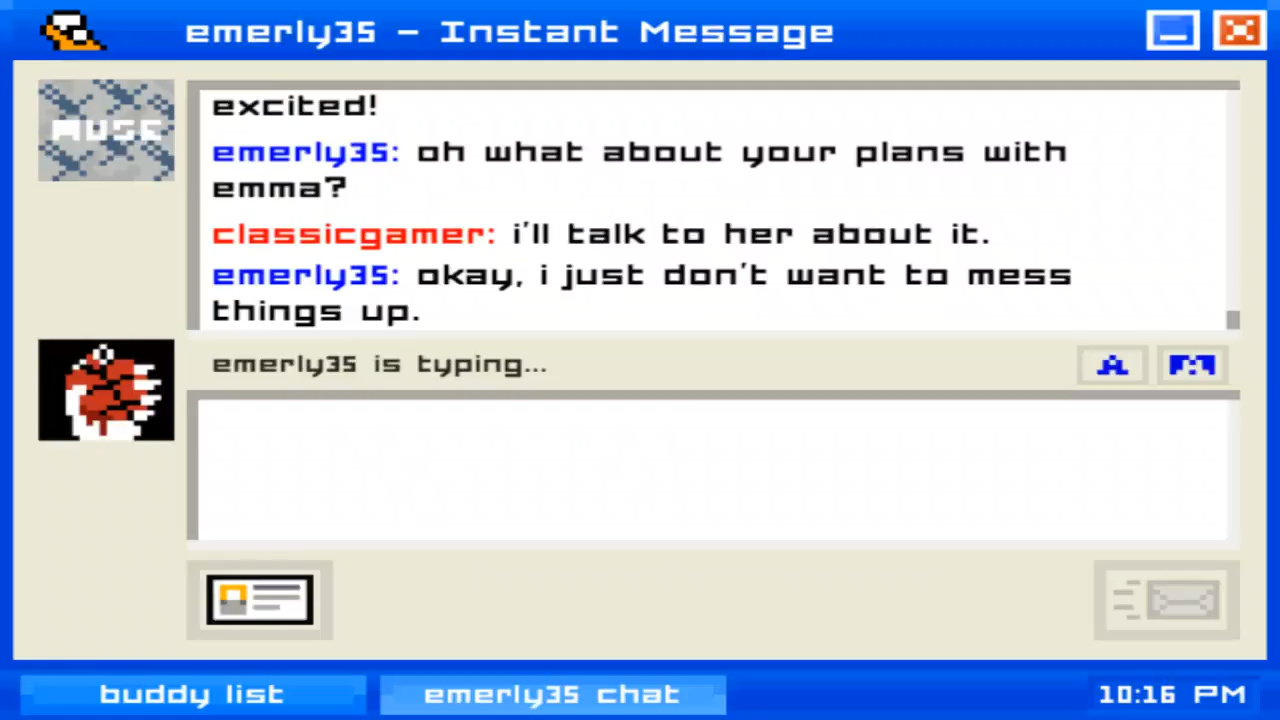 emerly35 - Instant Message
MUSE
excited!
emerly35: oh what about your plans with
emma?
classicgamer: i'll talk to her about it.
emerly35: okay, i just don't want to mess
things up.
emerly35 is typing...
A
buddy list
emerly35 chat
10:16 PM